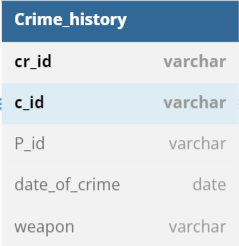 Crime_history
cr_id varchar
c_id varchar
P_id varchar
date_of_crime date
weapon varchar